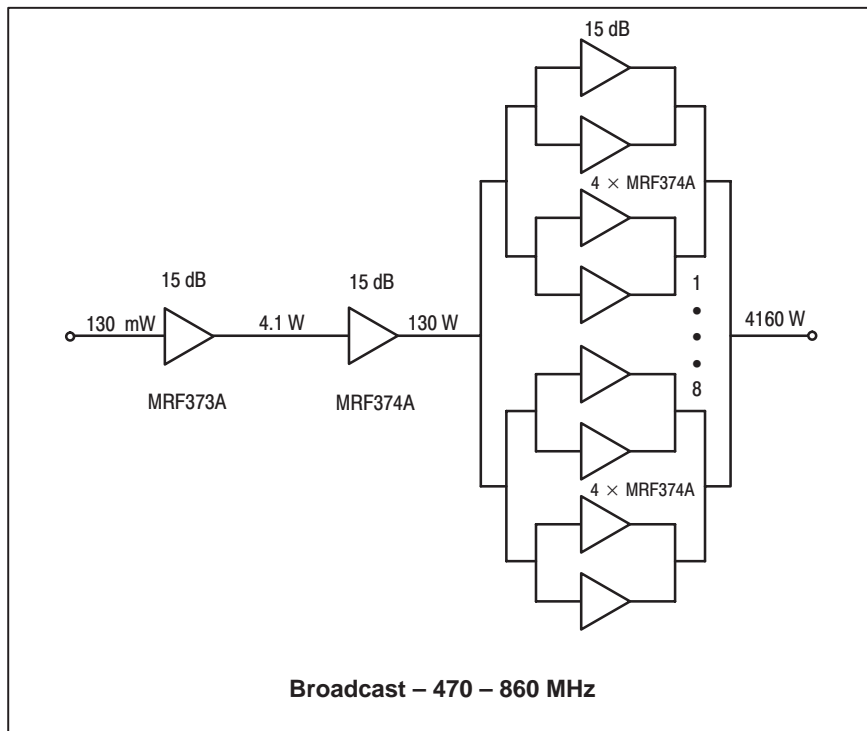 15 dB
4 × MRF374A
15 dB
15 dB
1
130 mW
4.1 W
130 W
4160 W
8
MRF373A
MRF374A
4 × MRF374A
Broadcast – 470 – 860 MHz